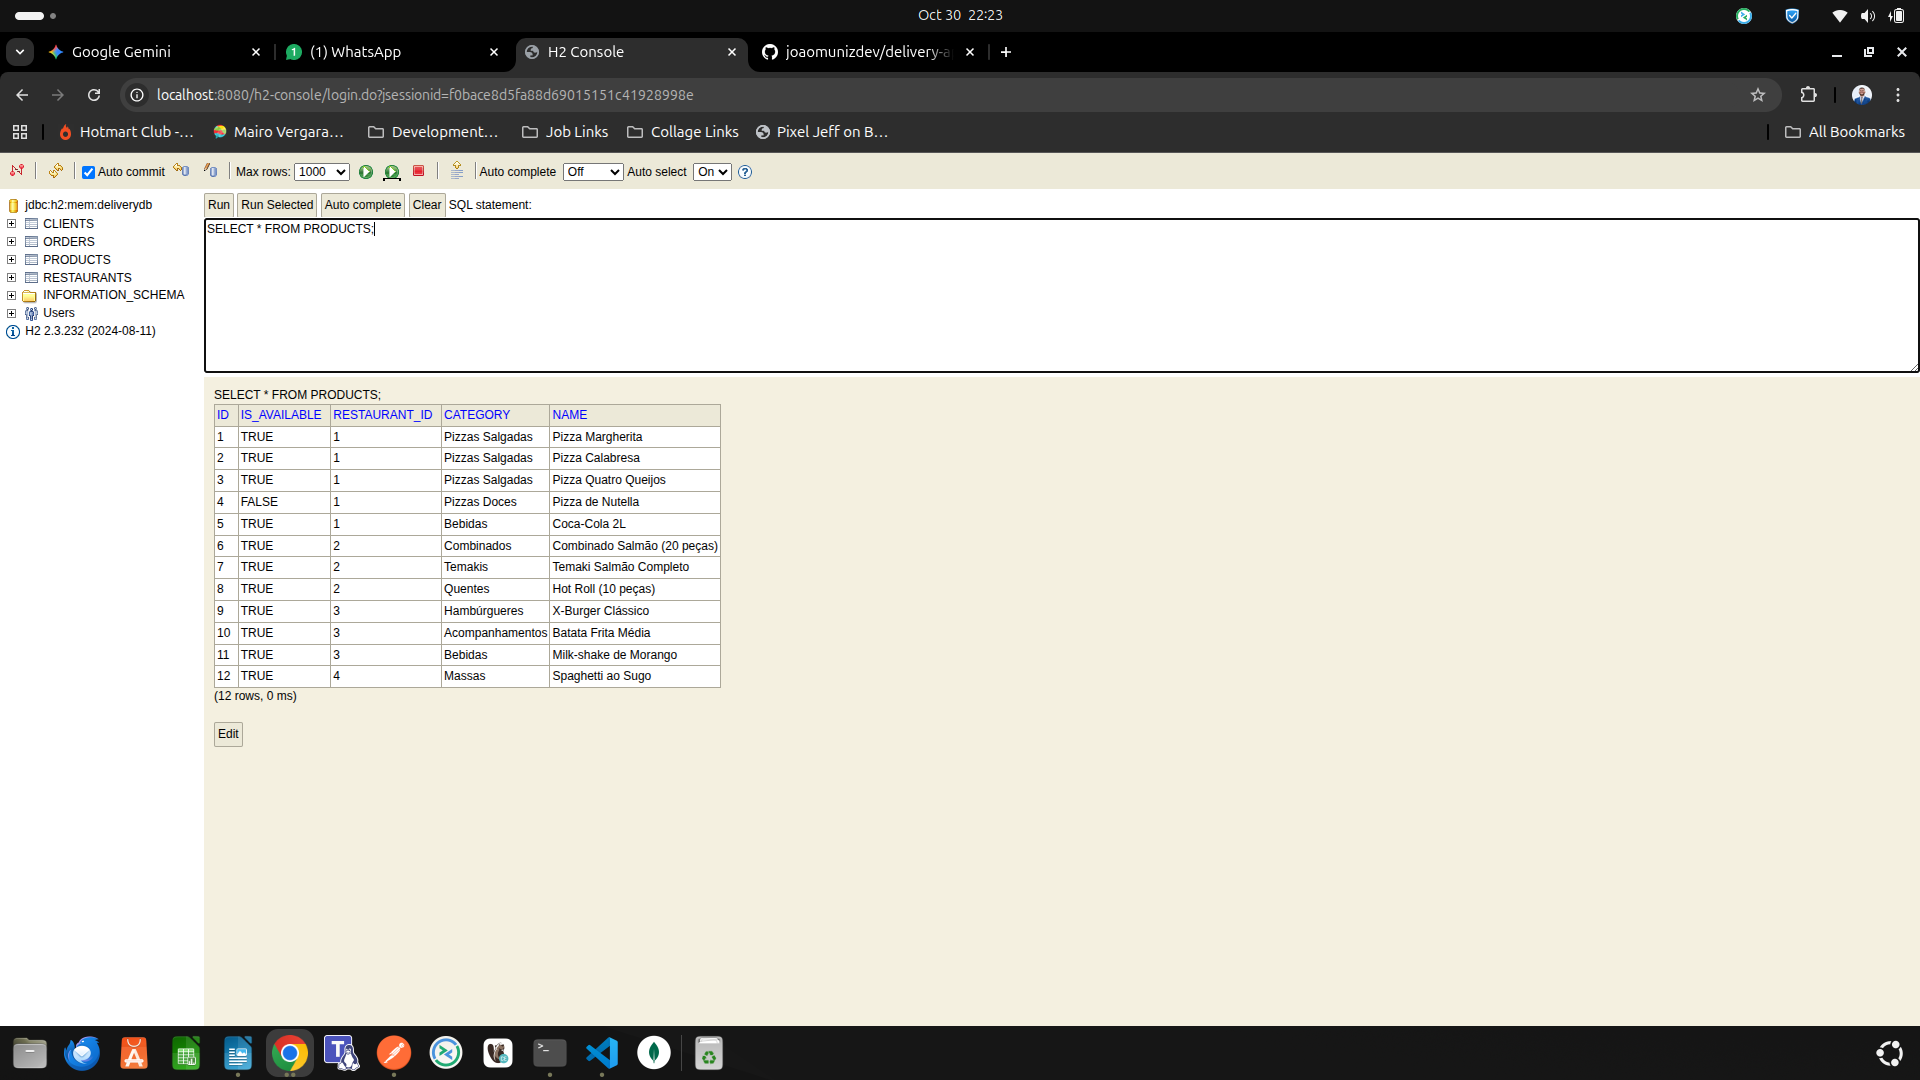 Oct 30 22:23
Google Gemini
(1) WhatsApp
H2 Console
joaomunizdev/delivery-a
localhost:8080/h2-console/login.do?jsessionid=f0bace8d5fa88d69015151c41928998e
Hotmart Club -... Mairo Vergara... Development... Job Links Collage Links Pixel Jeff on B... All Bookmarks
Auto commit Max rows: 1000 Auto complete Off Auto select On
jdbc:h2:mem:deliverydb
CLIENTS
ORDERS
PRODUCTS
RESTAURANTS
INFORMATION_SCHEMA
Users
H2 2.3.232 (2024-08-11)
Run Run Selected Auto complete Clear SQL statement:
SELECT * FROM PRODUCTS;
SELECT * FROM PRODUCTS;
ID IS_AVAILABLE RESTAURANT_ID CATEGORY NAME
1 TRUE 1 Pizzas Salgadas Pizza Margherita
2 TRUE 1 Pizzas Salgadas Pizza Calabresa
3 TRUE 1 Pizzas Salgadas Pizza Quatro Queijos
4 FALSE 1 Pizzas Doces Pizza de Nutella
5 TRUE 1 Bebidas Coca-Cola 2L
6 TRUE 2 Combinados Combinado Salmão (20 peças)
7 TRUE 2 Temakis Temaki Salmão Completo
8 TRUE 2 Quentes Hot Roll (10 peças)
9 TRUE 3 Hambúrgueres X-Burger Clássico
10 TRUE 3 Acompanhamentos Batata Frita Média
11 TRUE 3 Bebidas Milk-shake de Morango
12 TRUE 4 Massas Spaghetti ao Sugo
(12 rows, 0 ms)
Edit